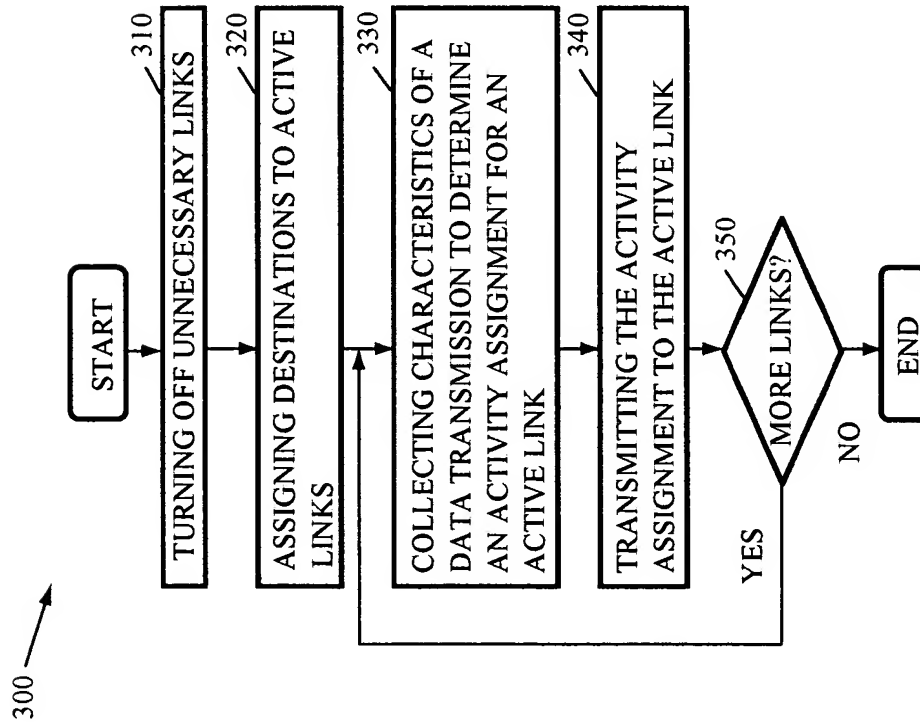 300
START
310
TURNING OFF UNNECESSARY LINKS
320
ASSIGNING DESTINATIONS TO ACTIVE
LINKS
330
COLLECTING CHARACTERISTICS OF A
DATA TRANSMISSION TO DETERMINE
AN ACTIVITY ASSIGNMENT FOR AN
ACTIVE LINK
340
TRANSMITTING THE ACTIVITY
ASSIGNMENT TO THE ACTIVE LINK
350
MORE LINKS?
YES
NO
END